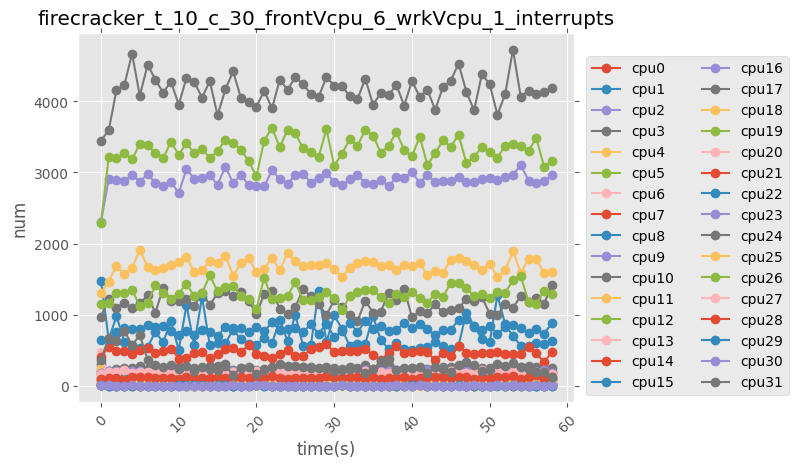 firecracker_t_10_c_30_frontVcpu_6_wrkVcpu_1_interrupts
num
4000
3000
2000
1000
0
0
10
20
30
40
50
60
time(s)
cpu0
cpu1
cpu2
cpu3
cpu4
cpu5
cpu6
cpu7
cpu8
cpu9
cpu10
cpu11
cpu12
cpu13
cpu14
cpu15
cpu16
cpu17
cpu18
cpu19
cpu20
cpu21
cpu22
cpu23
cpu24
cpu25
cpu26
cpu27
cpu28
cpu29
cpu30
cpu31